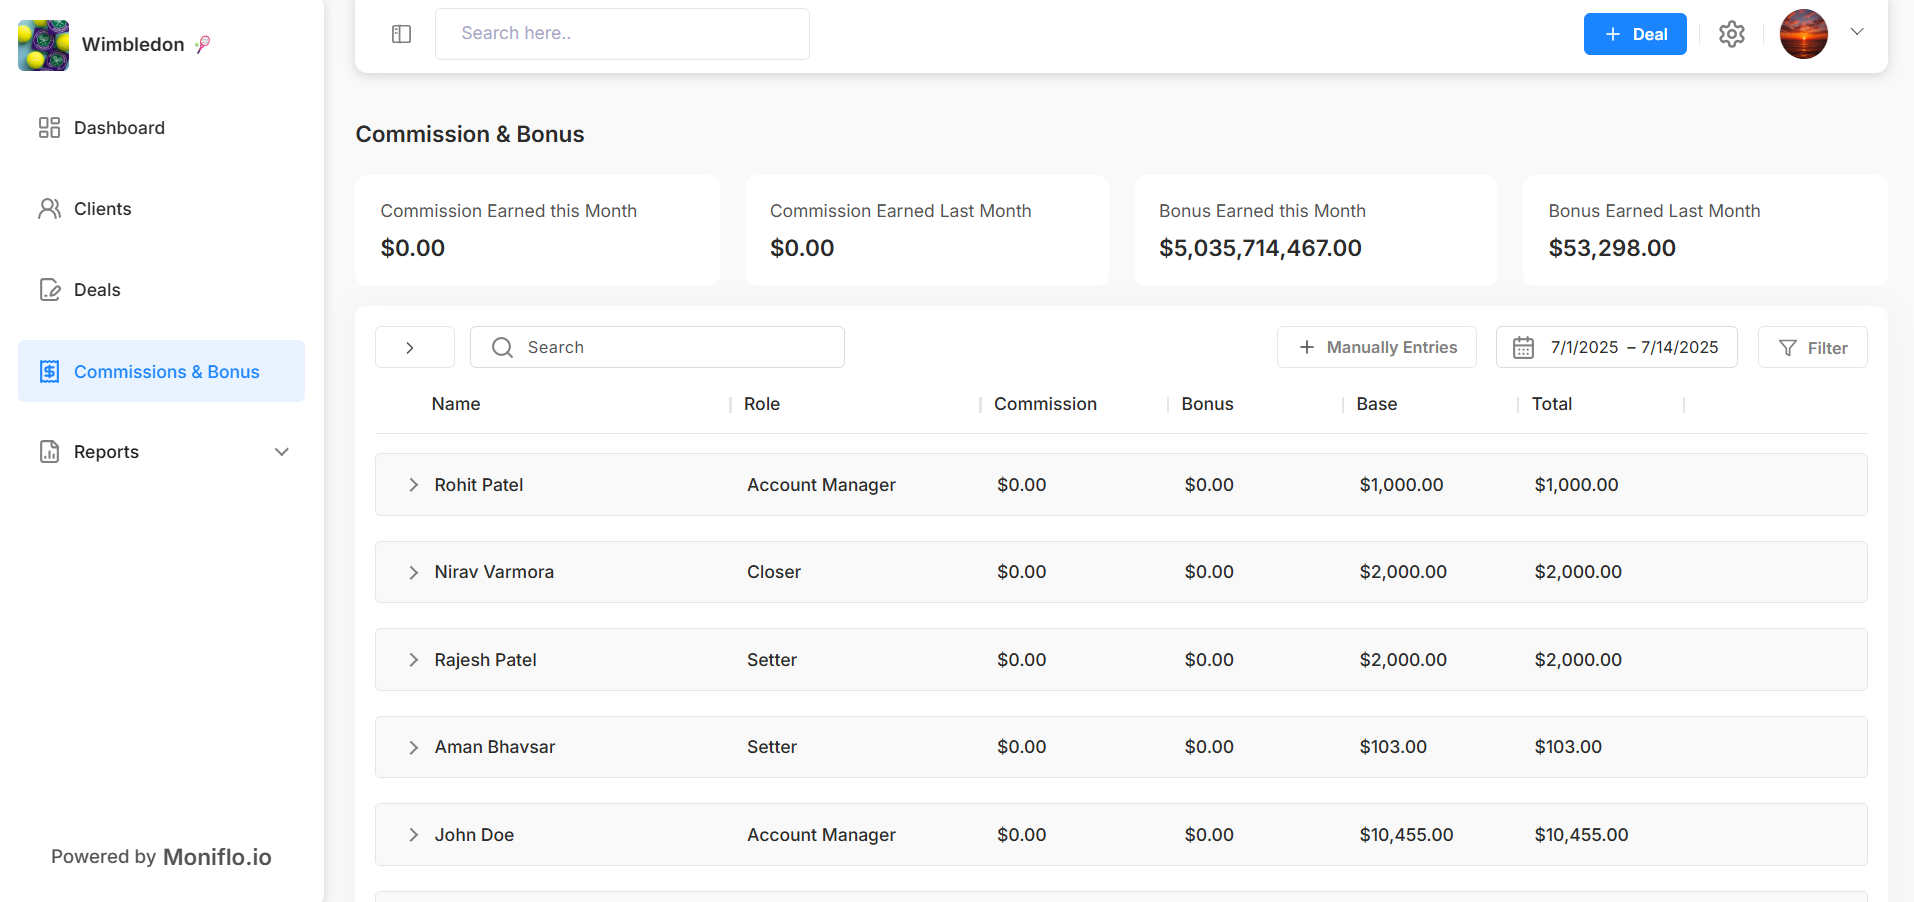 Wimbledon
Search here..
+ Deal
Dashboard
Clients
Deals
Commissions & Bonus
Reports
Powered by Moniflo.io
Commission & Bonus
Commission Earned this Month
$0.00
Commission Earned Last Month
$0.00
Bonus Earned this Month
$5,035,714,467.00
Bonus Earned Last Month
$53,298.00
Search
+ Manually Entries
7/1/2025 – 7/14/2025
Filter
Name Role Commission Bonus Base Total
Rohit Patel Account Manager $0.00 $0.00 $1,000.00 $1,000.00
Nirav Varmora Closer $0.00 $0.00 $2,000.00 $2,000.00
Rajesh Patel Setter $0.00 $0.00 $2,000.00 $2,000.00
Aman Bhavsar Setter $0.00 $0.00 $103.00 $103.00
John Doe Account Manager $0.00 $0.00 $10,455.00 $10,455.00